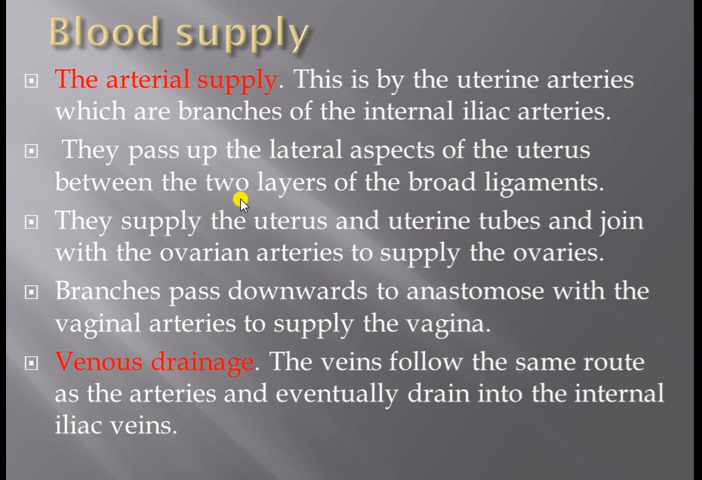 Blood supply
The arterial supply. This is by the uterine arteries
which are branches of the internal iliac arteries.
They pass up the lateral aspects of the uterus
between the two layers of the broad ligaments.
They supply the uterus and uterine tubes and join
with the ovarian arteries to supply the ovaries.
Branches pass downwards to anastomose with the
vaginal arteries to supply the vagina.
Venous drainage. The veins follow the same route
as the arteries and eventually drain into the internal
iliac veins.